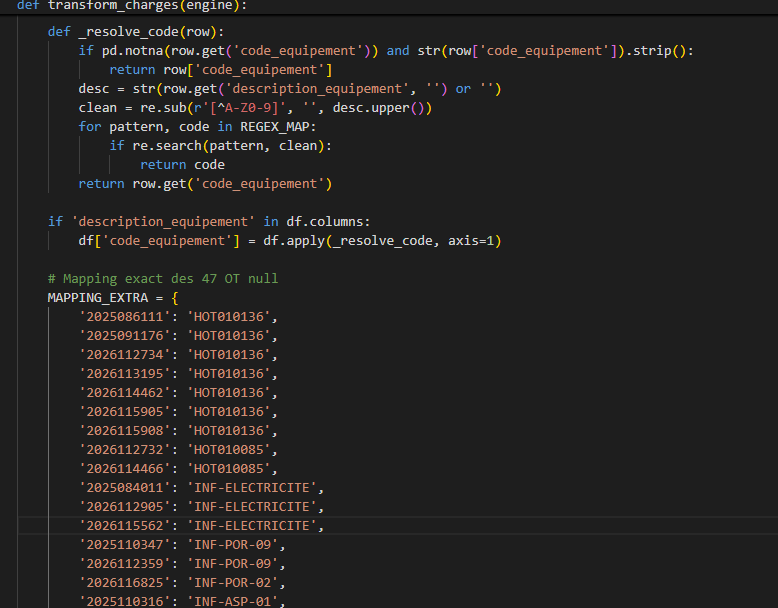 def transform_charges(engine):
def _resolve_code(row):
if pd.notna(row.get('code_equipement')) and str(row['code_equipement']).strip():
return row['code_equipement']
desc = str(row.get('description_equipement', '') or '')
clean = re.sub(r'[^A-Z0-9]', '', desc.upper())
for pattern, code in REGEX_MAP:
if re.search(pattern, clean):
return code
return row.get('code_equipement')
if 'description_equipement' in df.columns:
df['code_equipement'] = df.apply(_resolve_code, axis=1)
# Mapping exact des 47 OT null
MAPPING_EXTRA = {
'2025086111': 'HOT010136',
'2025091176': 'HOT010136',
'2026112734': 'HOT010136',
'2026113195': 'HOT010136',
'2026114462': 'HOT010136',
'2026115905': 'HOT010136',
'2026115908': 'HOT010136',
'2026112732': 'HOT010085',
'2026114466': 'HOT010085',
'2025084011': 'INF-ELECTRICITE',
'2026112905': 'INF-ELECTRICITE',
'2026115562': 'INF-ELECTRICITE',
'2025110347': 'INF-POR-09',
'2026112359': 'INF-POR-09',
'2026116825': 'INF-POR-02',
'2025110316': 'INF-ASP-01',